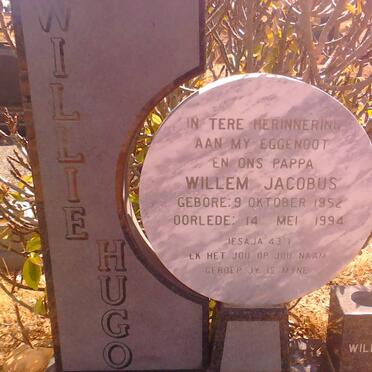 WILLIE
HUGO
IN TERE HERINNERING
AAN MY EGGENOOT
EN ONS PAPPA
WILLEM JACOBUS
GEBORE: 9 OKTOBER 1952
OORLEDE: 14 MEI 1994
JESAJA 43:1
EK HET JOU OP JOU NAAM
GEROEP JY IS MYNE
WILL